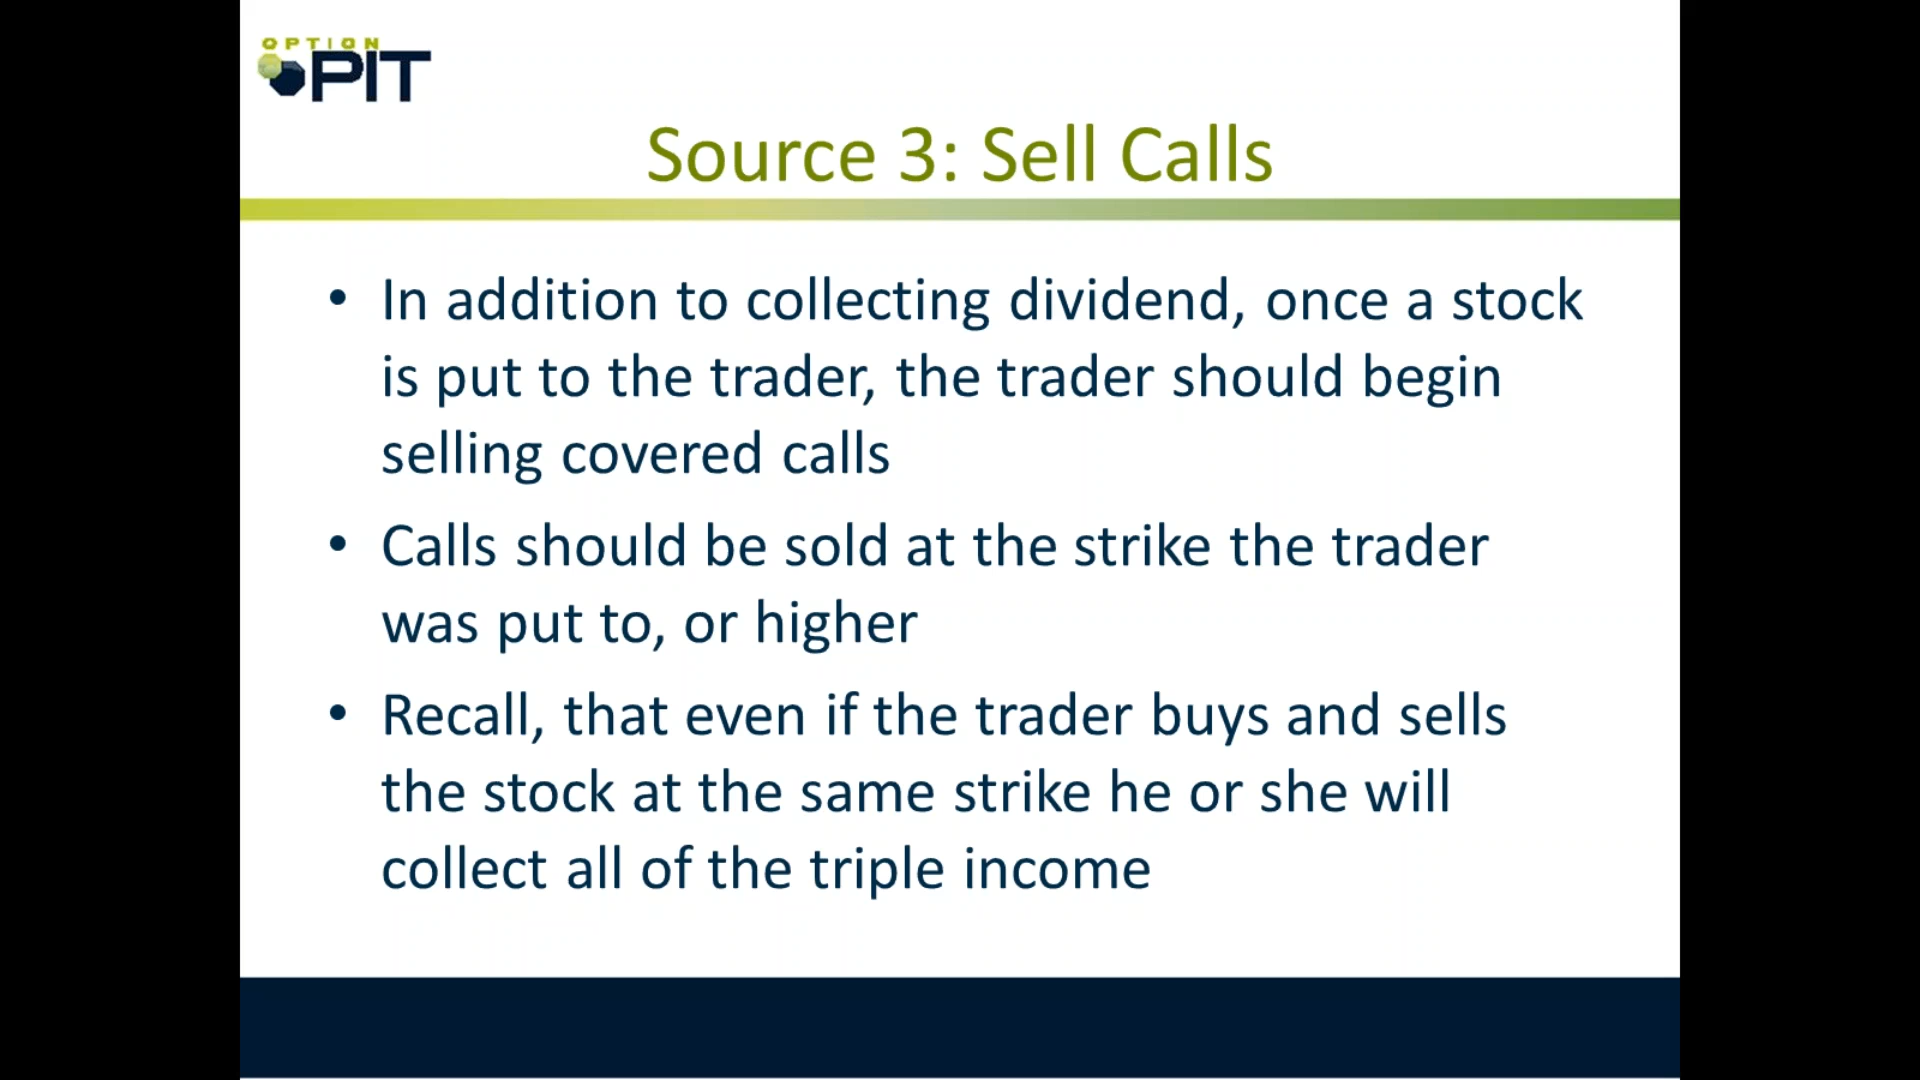 OPTION
PIT
Source 3: Sell Calls
• In addition to collecting dividend, once a stock
is put to the trader, the trader should begin
selling covered calls
• Calls should be sold at the strike the trader
was put to, or higher
• Recall, that even if the trader buys and sells
the stock at the same strike he or she will
collect all of the triple income